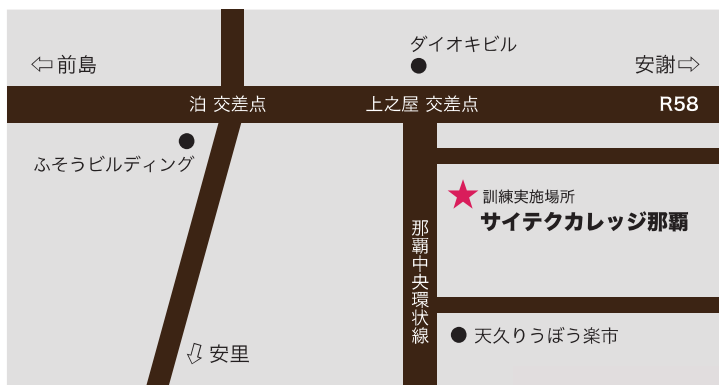 ダイオキビル
⇦前島
安謝⇨
泊 交差点
上之屋 交差点
R58
ふそうビルディング
訓練実施場所
サイテクカレッジ那覇
那覇中央環状線
天久りうぼう楽市
安里